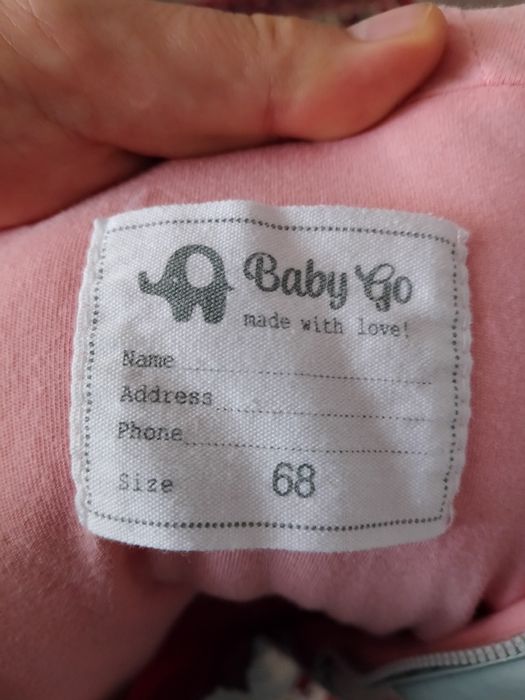 Baby Go
made with love!
Name
Address
Phone
Size 68